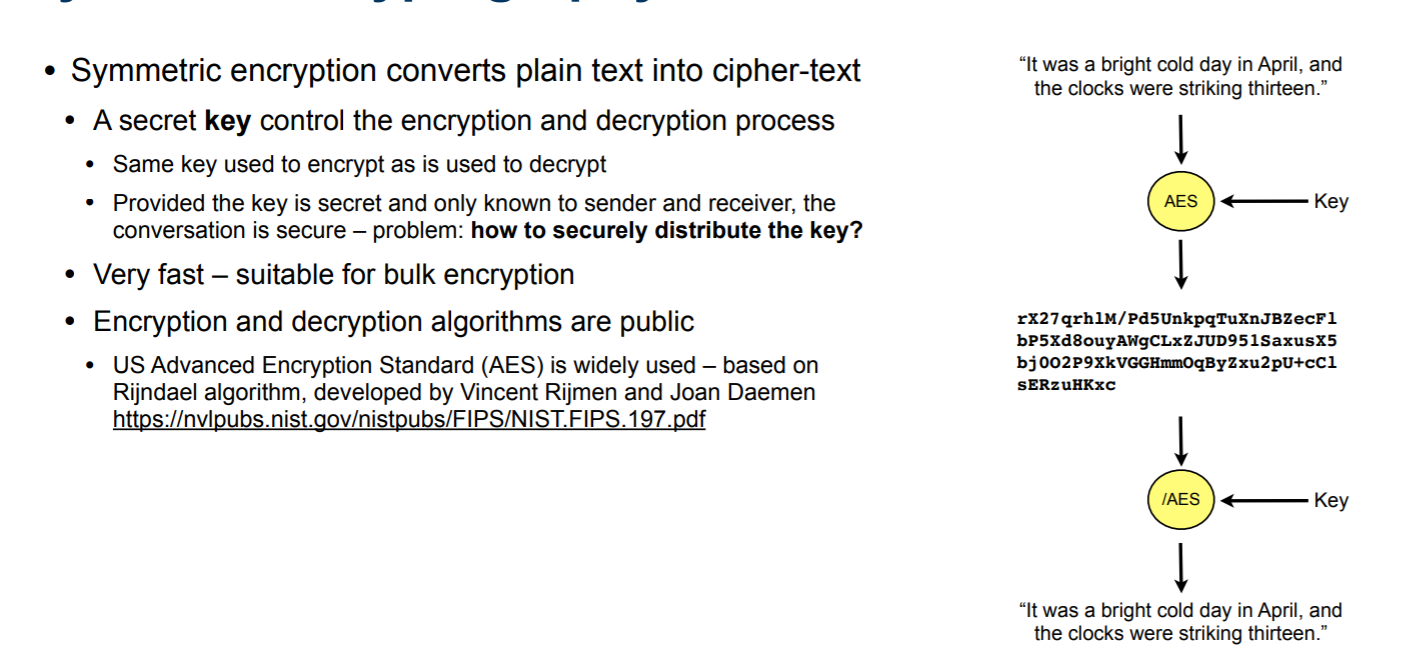 • Symmetric encryption converts plain text into cipher-text
• A secret key control the encryption and decryption process
• Same key used to encrypt as is used to decrypt
• Provided the key is secret and only known to sender and receiver, the
conversation is secure – problem: how to securely distribute the key?
• Very fast – suitable for bulk encryption
• Encryption and decryption algorithms are public
• US Advanced Encryption Standard (AES) is widely used – based on
Rijndael algorithm, developed by Vincent Rijmen and Joan Daemen
https://nvlpubs.nist.gov/nistpubs/FIPS/NIST.FIPS.197.pdf
“It was a bright cold day in April, and
the clocks were striking thirteen.”
AES
Key
rX27qrhlM/Pd5UnkpqTuXnJBZecFl
bP5Xd8ouyAWgCLxZJUD951SaxusX5
bj0O2P9XkVGGHmmOqByZxu2pU+cCl
sERzuHKxc
/AES
Key
“It was a bright cold day in April, and
the clocks were striking thirteen.”